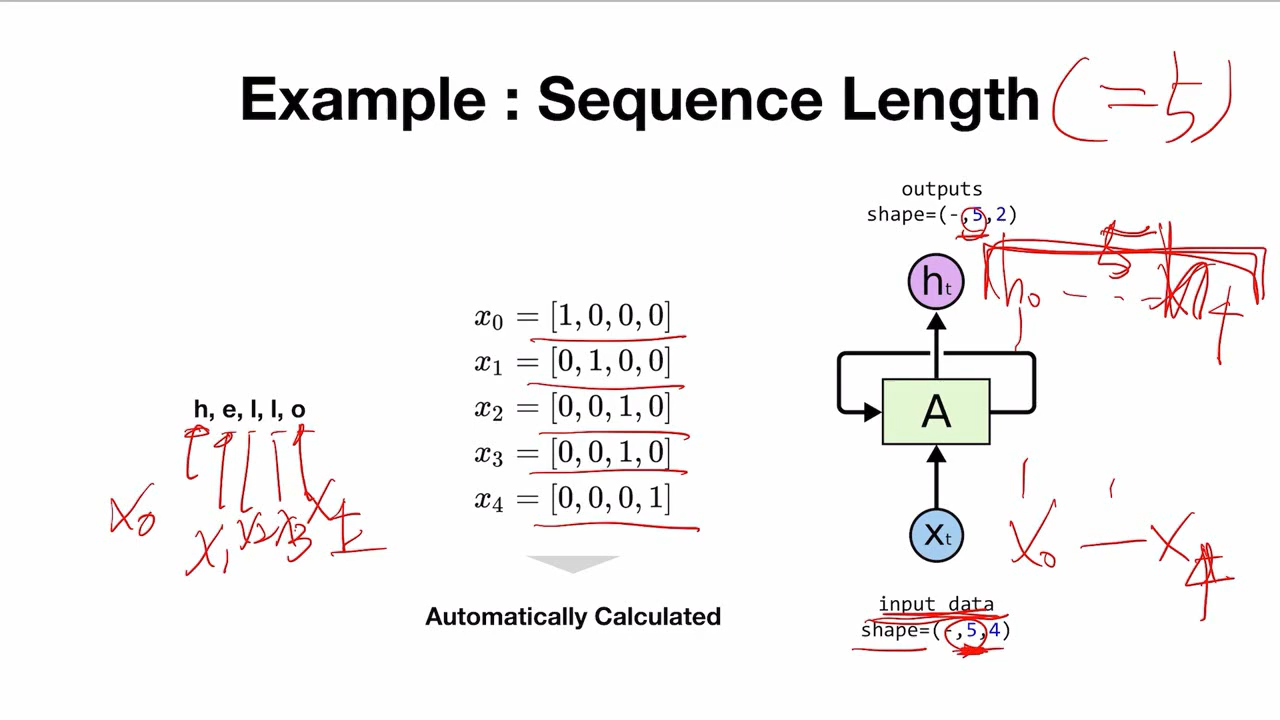 Example : Sequence Length (=5)
outputs
shape=(-,5,2)
5
h0 - - - 4
ht
x0 = [1,0,0,0]
x1 = [0,1,0,0]
x2 = [0,0,1,0]
x3 = [0,0,1,0]
x4 = [0,0,0,1]
h, e, l, l, o
x0 x1 x2 x3 x4
A
xt
x0 — x4
Automatically Calculated
input data
shape=(-,5,4)